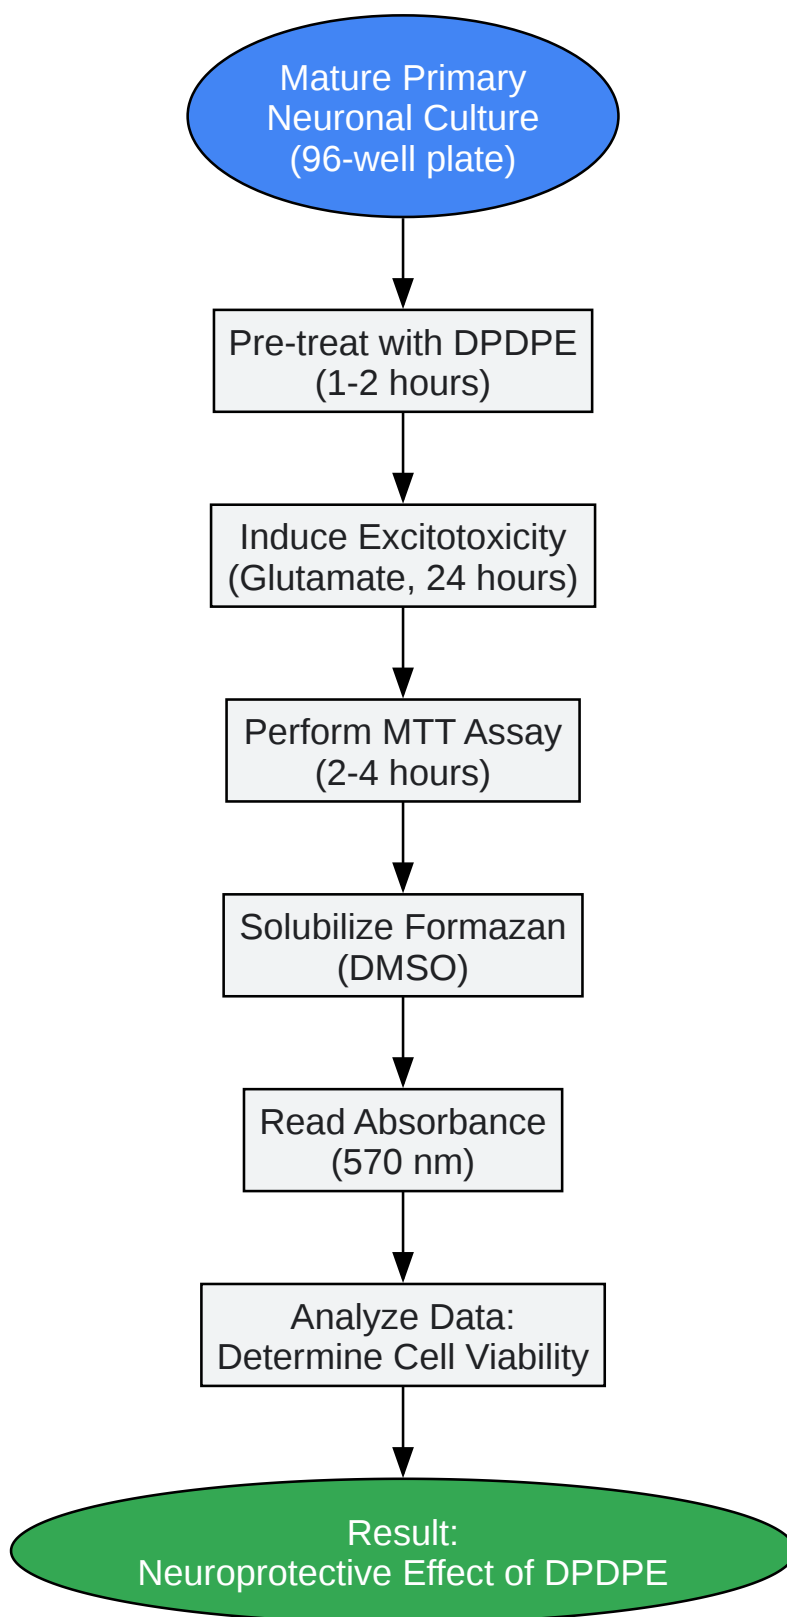 Mature Primary
Neuronal Culture
(96-well plate)
Pre-treat with DPDPE
(1-2 hours)
Induce Excitotoxicity
(Glutamate, 24 hours)
Perform MTT Assay
(2-4 hours)
Solubilize Formazan
(DMSO)
Read Absorbance
(570 nm)
Analyze Data:
Determine Cell Viability
Result:
Neuroprotective Effect of DPDPE